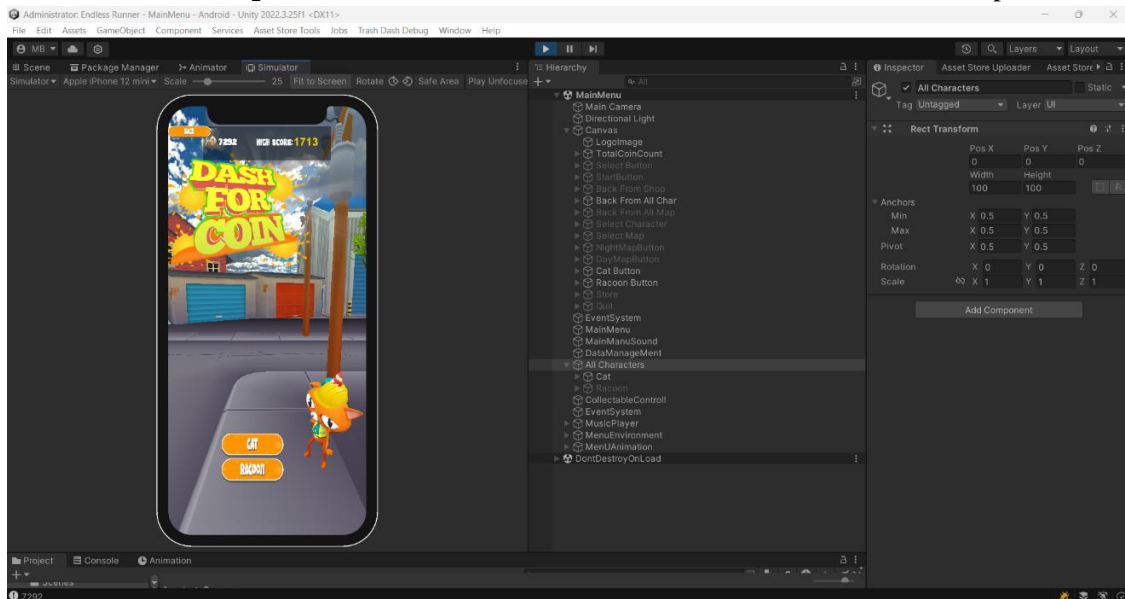 Administrator: Endless Runner - MainMenu - Android - Unity 2022.3.25f1 <DX11>
File Edit Assets GameObject Component Services Asset Store Tools Jobs Trash Dash Debug Window Help
MB Layers Layout
Scene Package Manager Animator Simulator
Simulator Apple iPhone 12 mini Scale 25 Fit to Screen Rotate Safe Area Play Unfocuse
BACK
7292 HIGH SCORE: 1713
DASH
FOR
COIN
CAT
RACOON
Hierarchy
All
MainMenu
Main Camera
Directional Light
Canvas
LogoImage
TotalCoinCount
Select Button
StartButton
Back From Shop
Back From All Char
Back From All Map
Select Character
Select Map
NightMapButton
DayMapButton
Cat Button
Racoon Button
Store
Quit
EventSystem
MainMenu
MainManuSound
DataManageMent
All Characters
Cat
Racoon
CollectableControll
EventSystem
MusicPlayer
MenuEnvironment
MenUAnimation
DontDestroyOnLoad
Inspector Asset Store Uploader Asset Store
All Characters Static
Tag Untagged Layer UI
Rect Transform
Pos X Pos Y Pos Z
0 0 0
Width Height
100 100
R
Anchors
Min X 0.5 Y 0.5
Max X 0.5 Y 0.5
Pivot X 0.5 Y 0.5
Rotation X 0 Y 0 Z 0
Scale X 1 Y 1 Z 1
Add Component
Project Console Animation
Scenes
7292